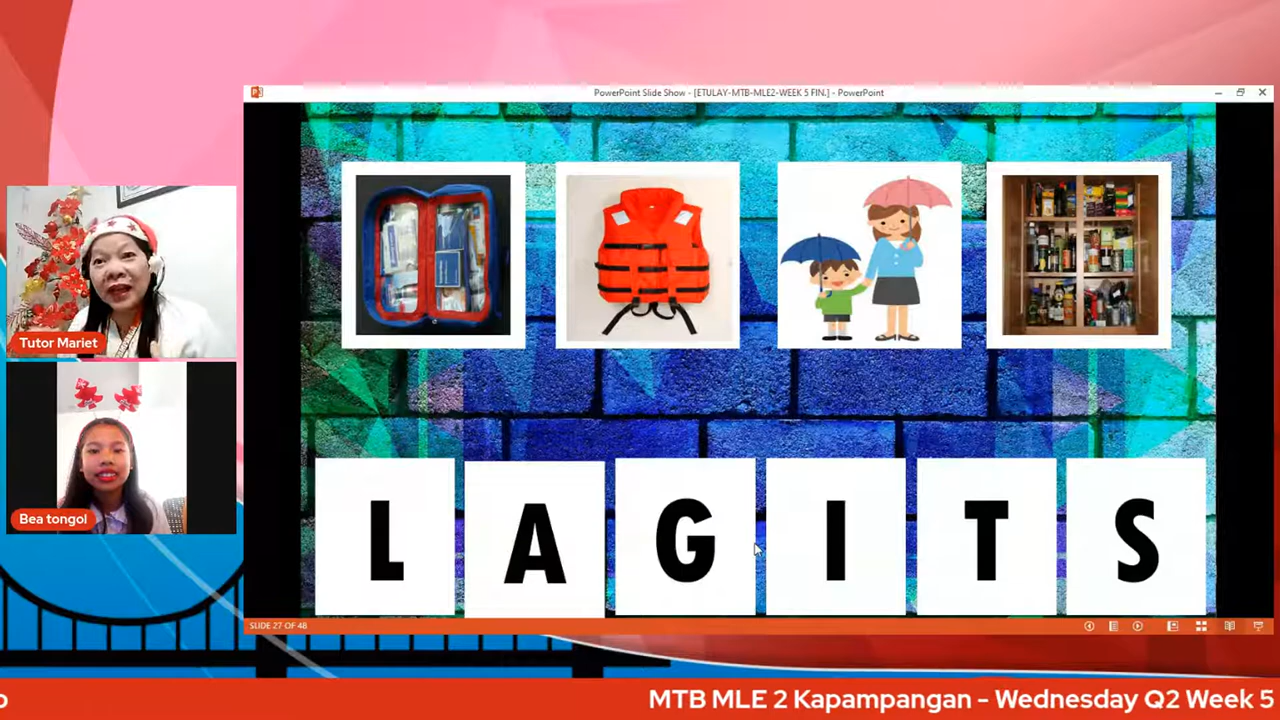 PowerPoint Slide Show - [ETULAY-MTB-MLE2-WEEK 5 FIN.] - PowerPoint
Tutor Mariet
Bea tongol
L A G I T S
SLIDE 27 OF 48
MTB MLE 2 Kapampangan - Wednesday Q2 Week 5